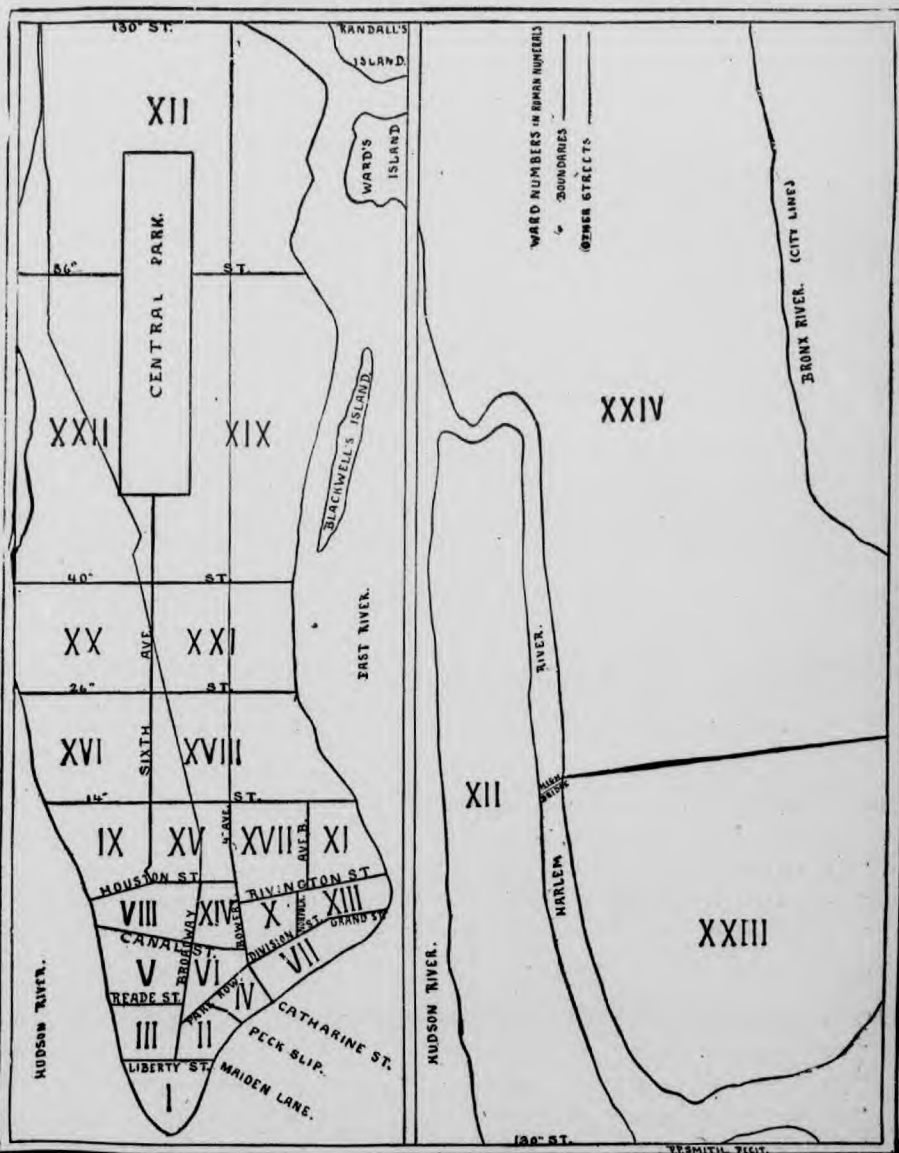 130" ST.
RANDALL'S
ISLAND.
XII
WARD'S
ISLAND
CENTRAL PARK.
86"
ST.
XXII
XIX
BLACKWELL'S ISLAND.
40"
ST.
XX
XXI
EAST RIVER.
26"
ST.
SIXTH AVE.
XVI
XVIII
14"
ST.
IX
XV
4" AVE.
XVII
AVE. B.
XI
HOUSTON ST.
RIVINGTON ST
VIII
BROADWAY
XIV
BOWERY
X
NORFOLK
XIII
CANAL ST.
DIVISION ST.
GRAND ST.
V
VI
VII
READE ST.
PARK ROW.
IV
III
II
CATHARINE ST.
PECK SLIP.
LIBERTY ST.
MAIDEN LANE.
I
HUDSON RIVER.
WARD NUMBERS IN ROMAN NUMERALS
" BOUNDARIES
OTHER STREETS
BRONX RIVER. (CITY LINE)
XXIV
HARLEM RIVER.
HIGH
BRIDGE
XII
XXIII
HUDSON RIVER.
130" ST.